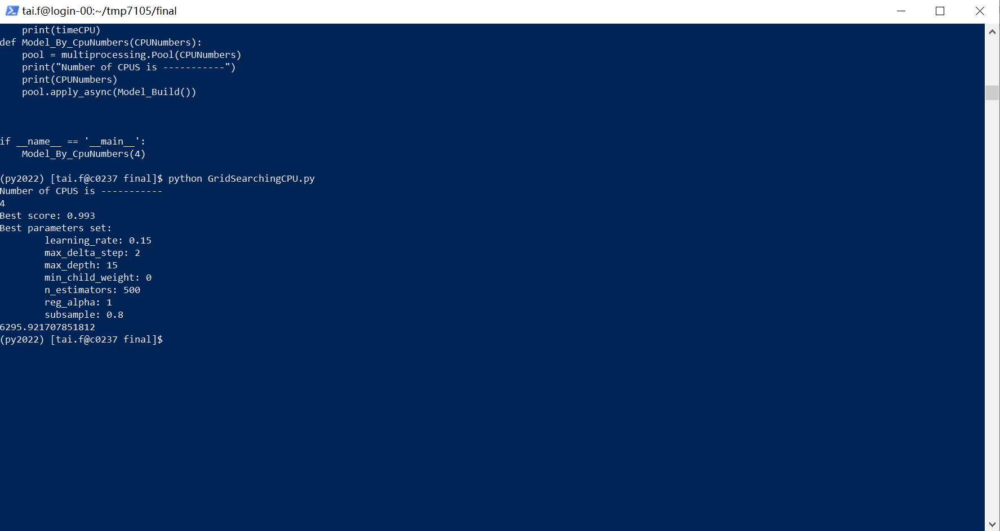 tai.f@login-00:~/tmp7105/final
    print(timeCPU)
def Model_By_CpuNumbers(CPUNumbers):
    pool = multiprocessing.Pool(CPUNumbers)
    print("Number of CPUS is -----------")
    print(CPUNumbers)
    pool.apply_async(Model_Build())
if __name__ == '__main__':
    Model_By_CpuNumbers(4)
(py2022) [tai.f@c0237 final]$ python GridSearchingCPU.py
Number of CPUS is -----------
4
Best score: 0.993
Best parameters set:
        learning_rate: 0.15
        max_delta_step: 2
        max_depth: 15
        min_child_weight: 0
        n_estimators: 500
        reg_alpha: 1
        subsample: 0.8
6295.921707851812
(py2022) [tai.f@c0237 final]$